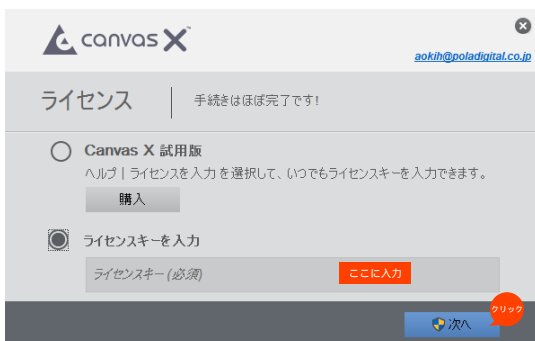 canvas X™
aokih@poladigital.co.jp
ライセンス
手続きはほぼ完了です!
Canvas X 試用版
ヘルプ | ライセンスを入力 を選択して、いつでもライセンスキーを入力できます。
購入
ライセンスキーを入力
ライセンスキー (必須)
ここに入力
クリック
次へ